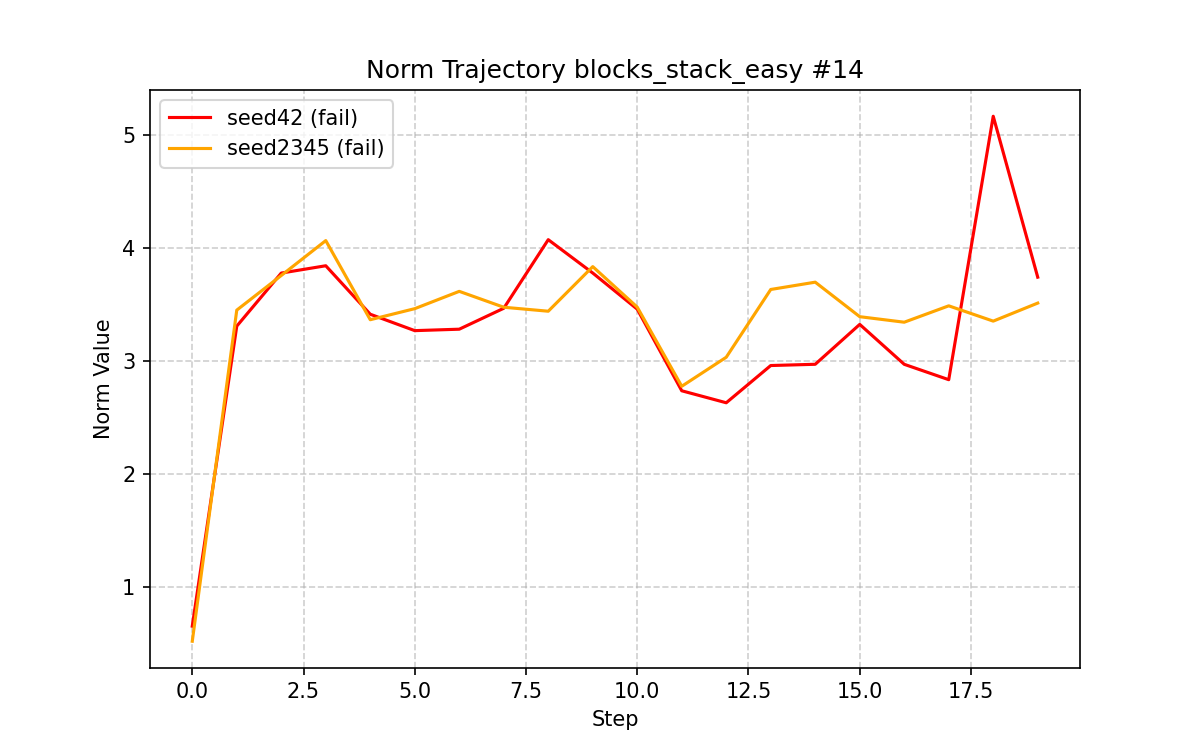 Norm Trajectory blocks_stack_easy #14
seed42 (fail)
seed2345 (fail)
Norm Value
5
4
3
2
1
0.0 2.5 5.0 7.5 10.0 12.5 15.0 17.5
Step